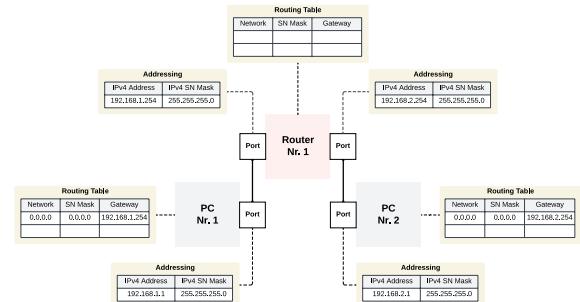 Routing Table
Network SN Mask Gateway
Addressing
IPv4 Address IPv4 SN Mask
192.168.1.254 255.255.255.0
Addressing
IPv4 Address IPv4 SN Mask
192.168.2.254 255.255.255.0
Router
Nr. 1
Port
Port
Routing Table
Network SN Mask Gateway
0.0.0.0 0.0.0.0 192.168.1.254
PC
Nr. 1
Port
Port
PC
Nr. 2
Routing Table
Network SN Mask Gateway
0.0.0.0 0.0.0.0 192.168.2.254
Addressing
IPv4 Address IPv4 SN Mask
192.168.1.1 255.255.255.0
Addressing
IPv4 Address IPv4 SN Mask
192.168.2.1 255.255.255.0